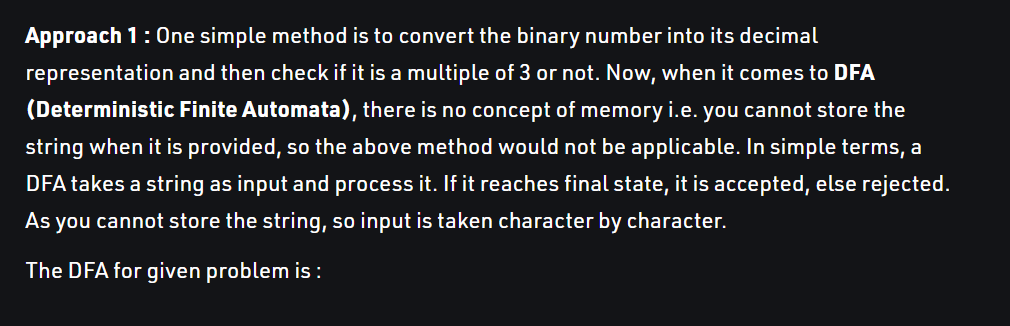 Approach 1 : One simple method is to convert the binary number into its decimal
representation and then check if it is a multiple of 3 or not. Now, when it comes to DFA
(Deterministic Finite Automata), there is no concept of memory i.e. you cannot store the
string when it is provided, so the above method would not be applicable. In simple terms, a
DFA takes a string as input and process it. If it reaches final state, it is accepted, else rejected.
As you cannot store the string, so input is taken character by character.
The DFA for given problem is :